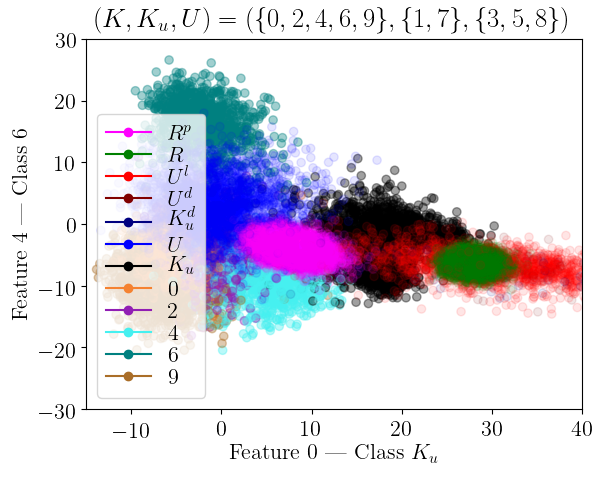 (K, K_u, U) = ({0, 2, 4, 6, 9}, {1, 7}, {3, 5, 8})
30
20
10
0
−10
−20
−30
Feature 4 — Class 6
R^p
R
U^l
U^d
K_u^d
U
K_u
0
2
4
6
9
−10
0
10
20
30
40
Feature 0 — Class K_u